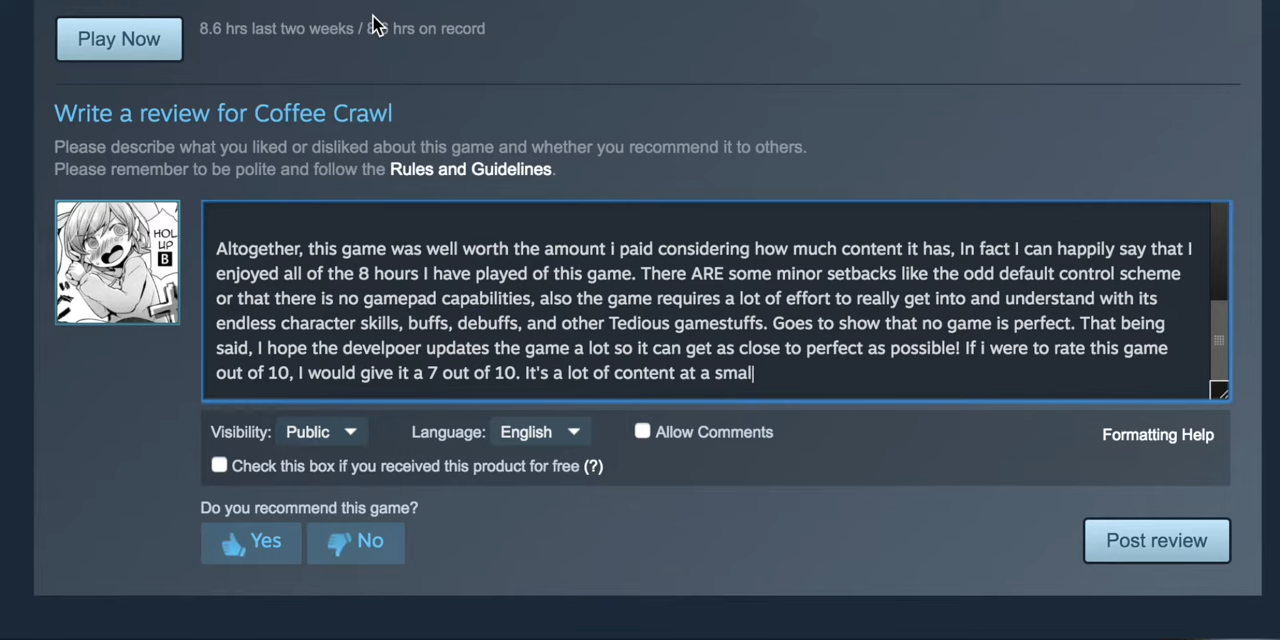 Play Now
8.6 hrs last two weeks / hrs on record
Write a review for Coffee Crawl
Please describe what you liked or disliked about this game and whether you recommend it to others.
Please remember to be polite and follow the Rules and Guidelines.
HOL
UP
B
Altogether, this game was well worth the amount i paid considering how much content it has, In fact I can happily say that I
enjoyed all of the 8 hours I have played of this game. There ARE some minor setbacks like the odd default control scheme
or that there is no gamepad capabilities, also the game requires a lot of effort to really get into and understand with its
endless character skills, buffs, debuffs, and other Tedious gamestuffs. Goes to show that no game is perfect. That being
said, I hope the develpoer updates the game a lot so it can get as close to perfect as possible! If i were to rate this game
out of 10, I would give it a 7 out of 10. It's a lot of content at a smal
Visibility: Public Language: English Allow Comments Formatting Help
Check this box if you received this product for free (?)
Do you recommend this game?
Yes No
Post review